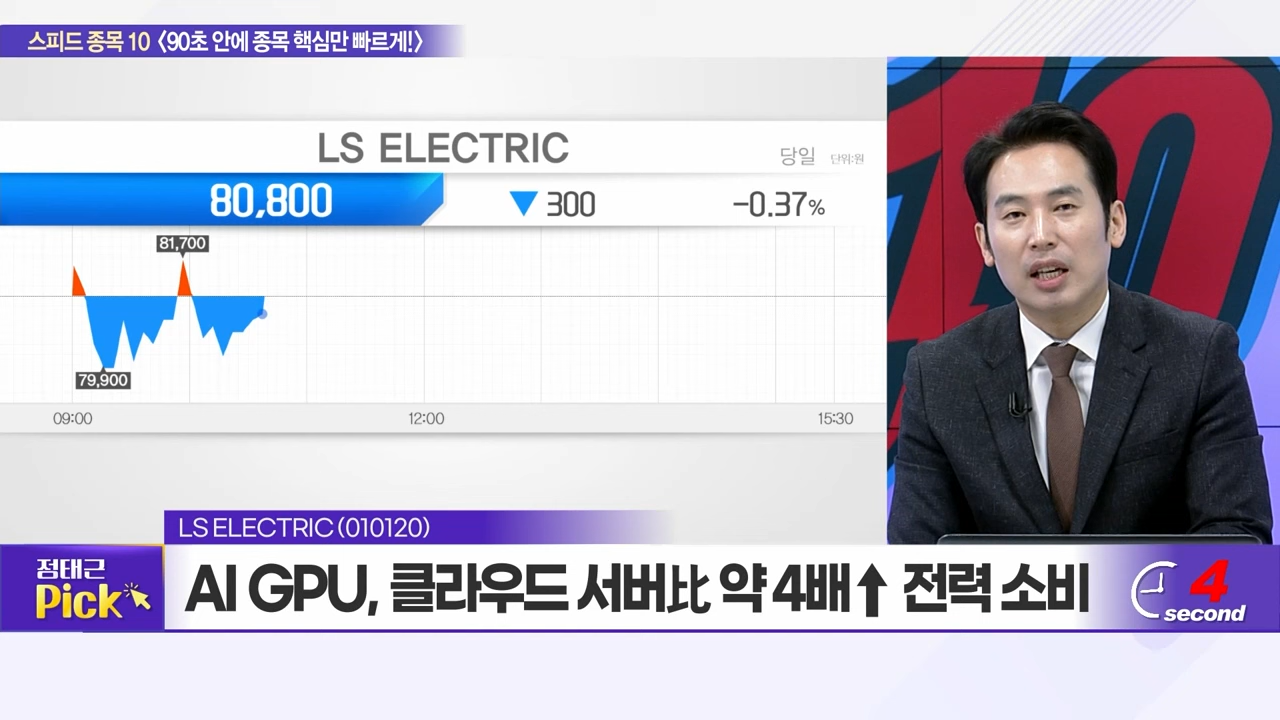 스피드 종목 10 〈90초 안에 종목 핵심만 빠르게!〉
LS ELECTRIC
당일 단위:원
80,800 ▼ 300 -0.37%
81,700
79,900
09:00 12:00 15:30
LS ELECTRIC (010120)
정태근
Pick
AI GPU, 클라우드 서버比 약 4배↑ 전력 소비
4
second